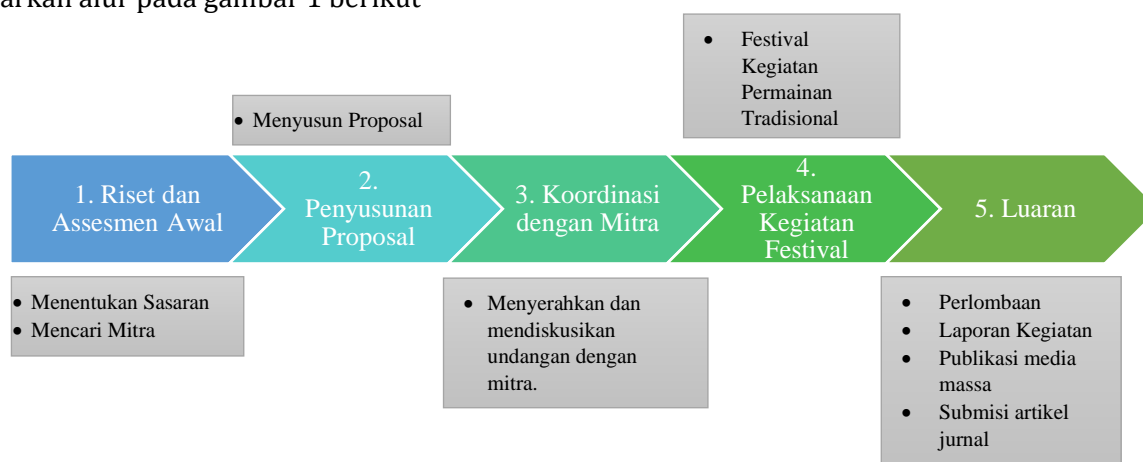 arkan alur pada gambar 1 berikut
• Festival
Kegiatan
Permainan
Tradisional
• Menyusun Proposal
1. Riset dan
Assesmen Awal
2.
Penyusunan
Proposal
3. Koordinasi
dengan Mitra
4.
Pelaksanaan
Kegiatan
Festival
5. Luaran
• Menentukan Sasaran
• Mencari Mitra
• Menyerahkan dan
mendiskusikan
undangan dengan
mitra.
• Perlombaan
• Laporan Kegiatan
• Publikasi media
massa
• Submisi artikel
jurnal